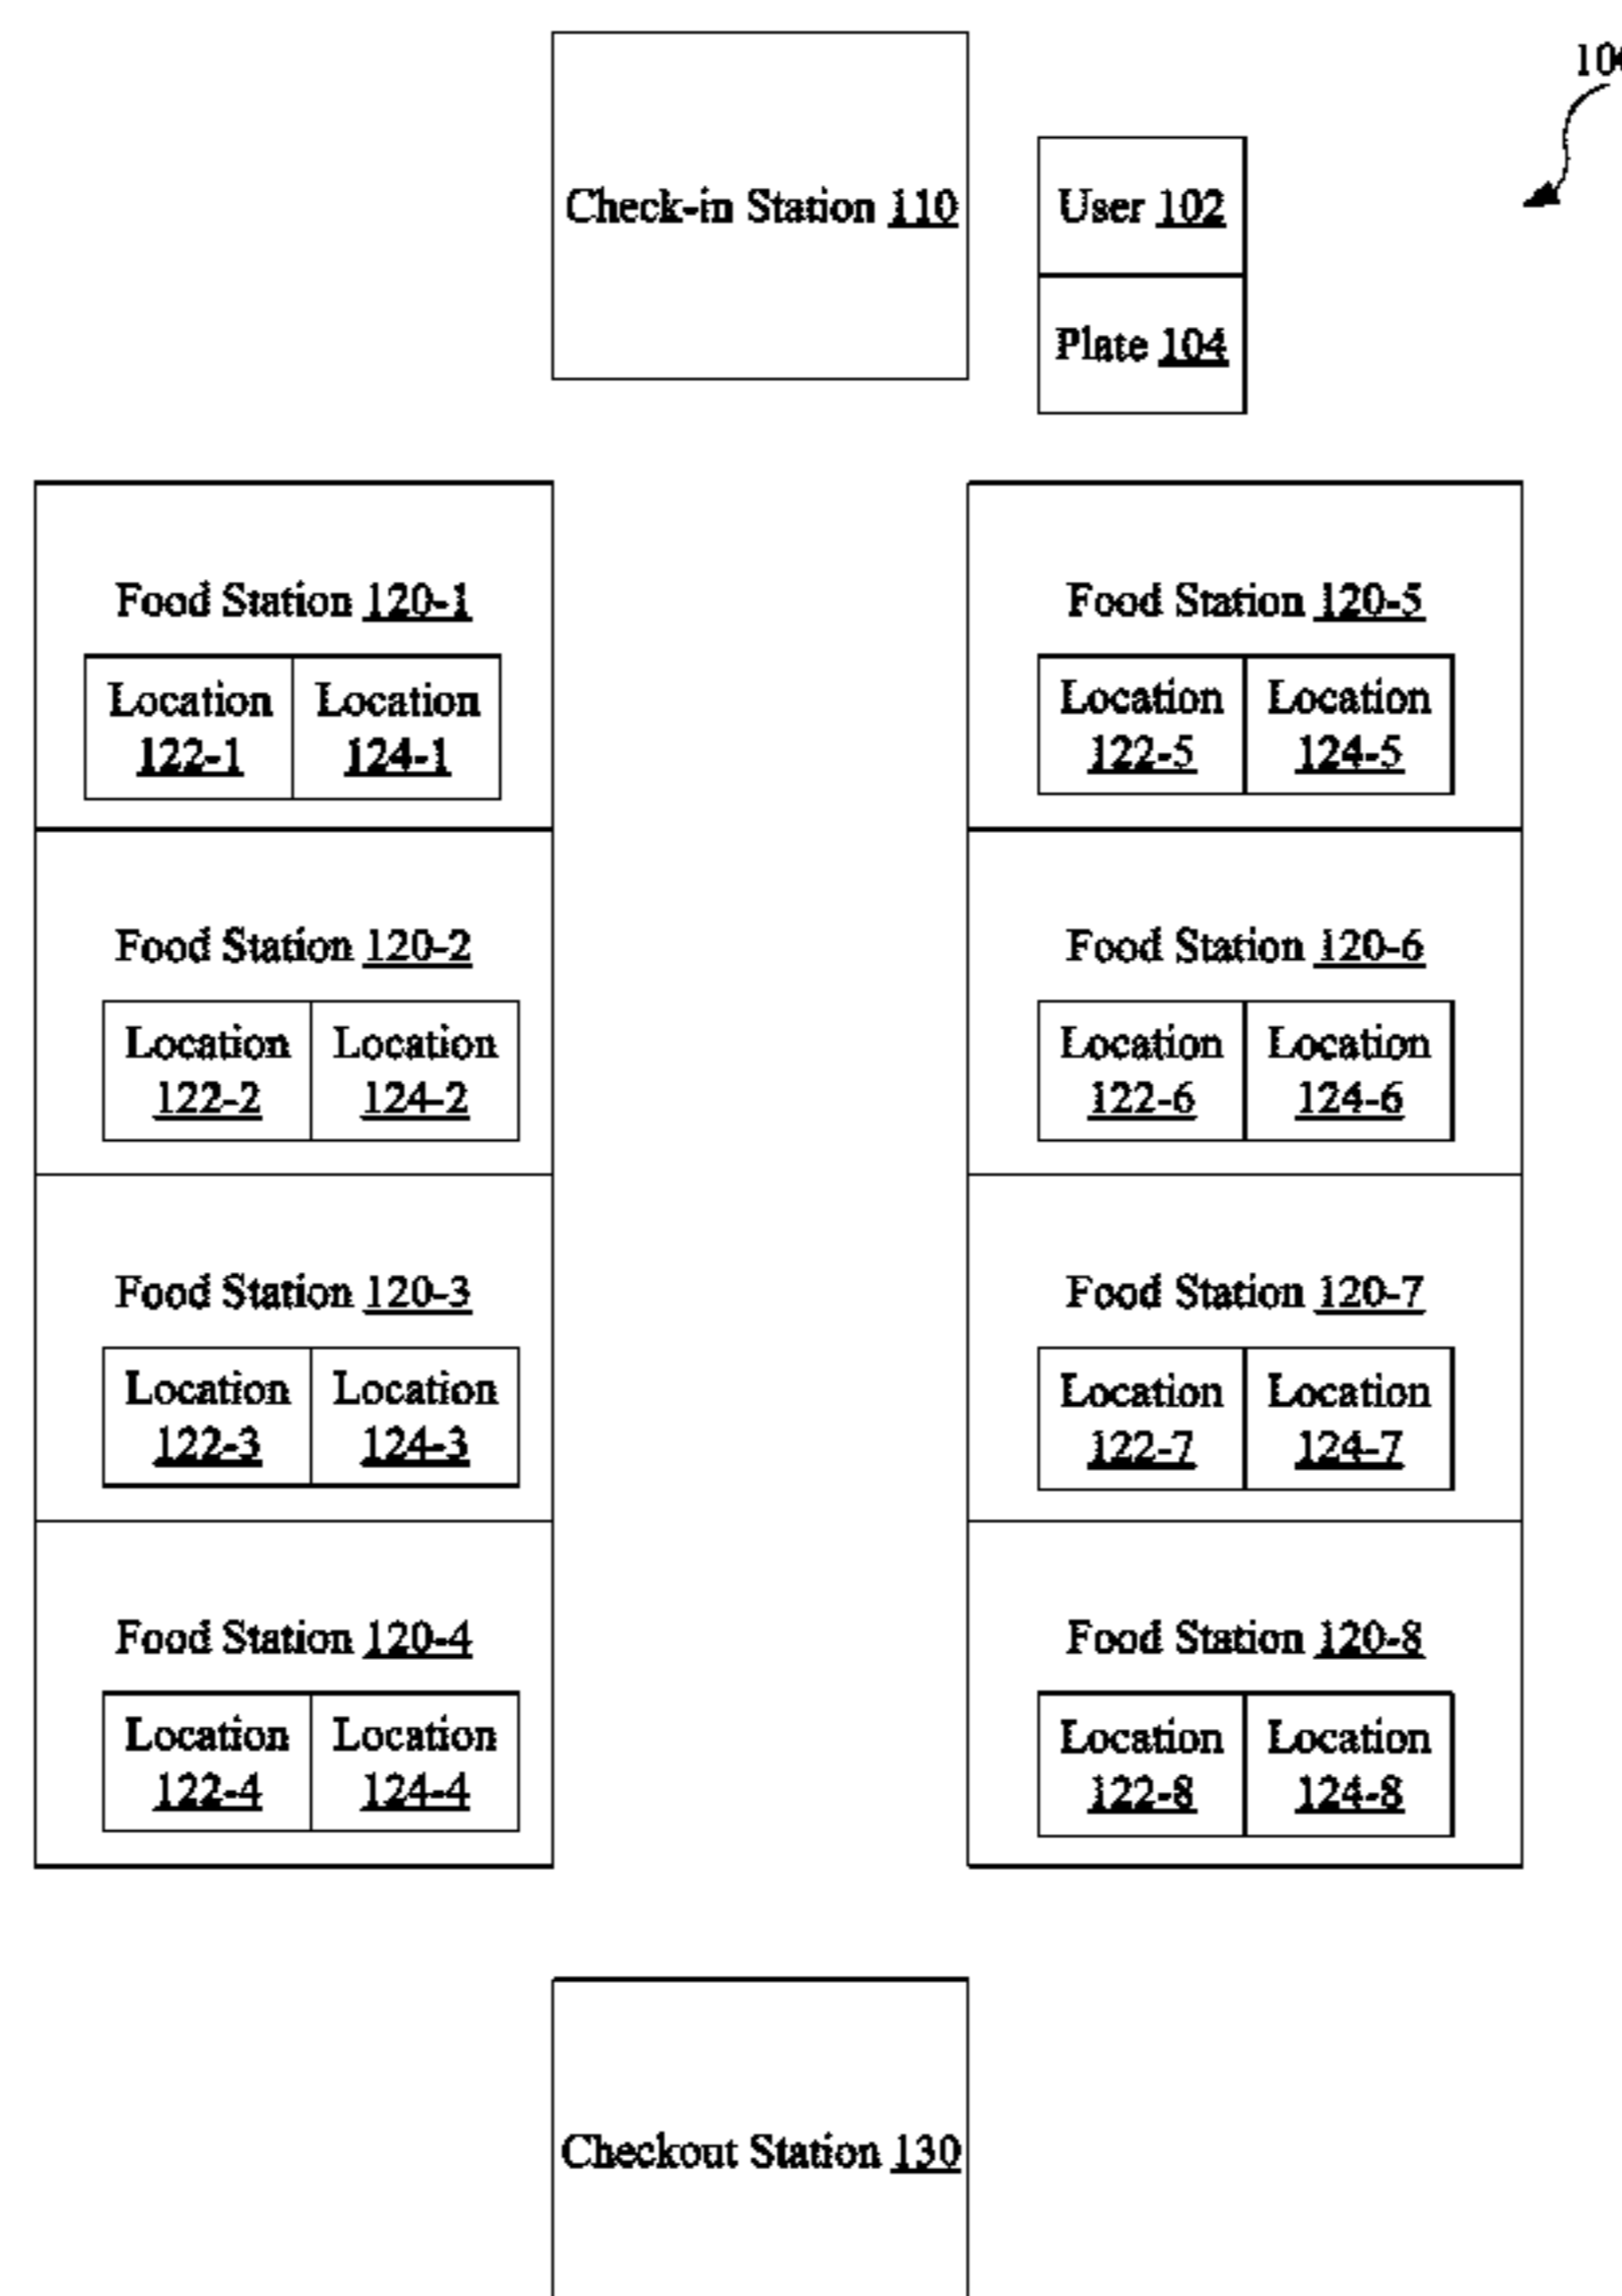 Check-in Station 110
User 102
Plate 104
Food Station 120-1
Location
122-1
Location
124-1
Food Station 120-2
Location
122-2
Location
124-2
Food Station 120-3
Location
122-3
Location
124-3
Food Station 120-4
Location
122-4
Location
124-4
Food Station 120-5
Location
122-5
Location
124-5
Food Station 120-6
Location
122-6
Location
124-6
Food Station 120-7
Location
122-7
Location
124-7
Food Station 120-8
Location
122-8
Location
124-8
Checkout Station 130